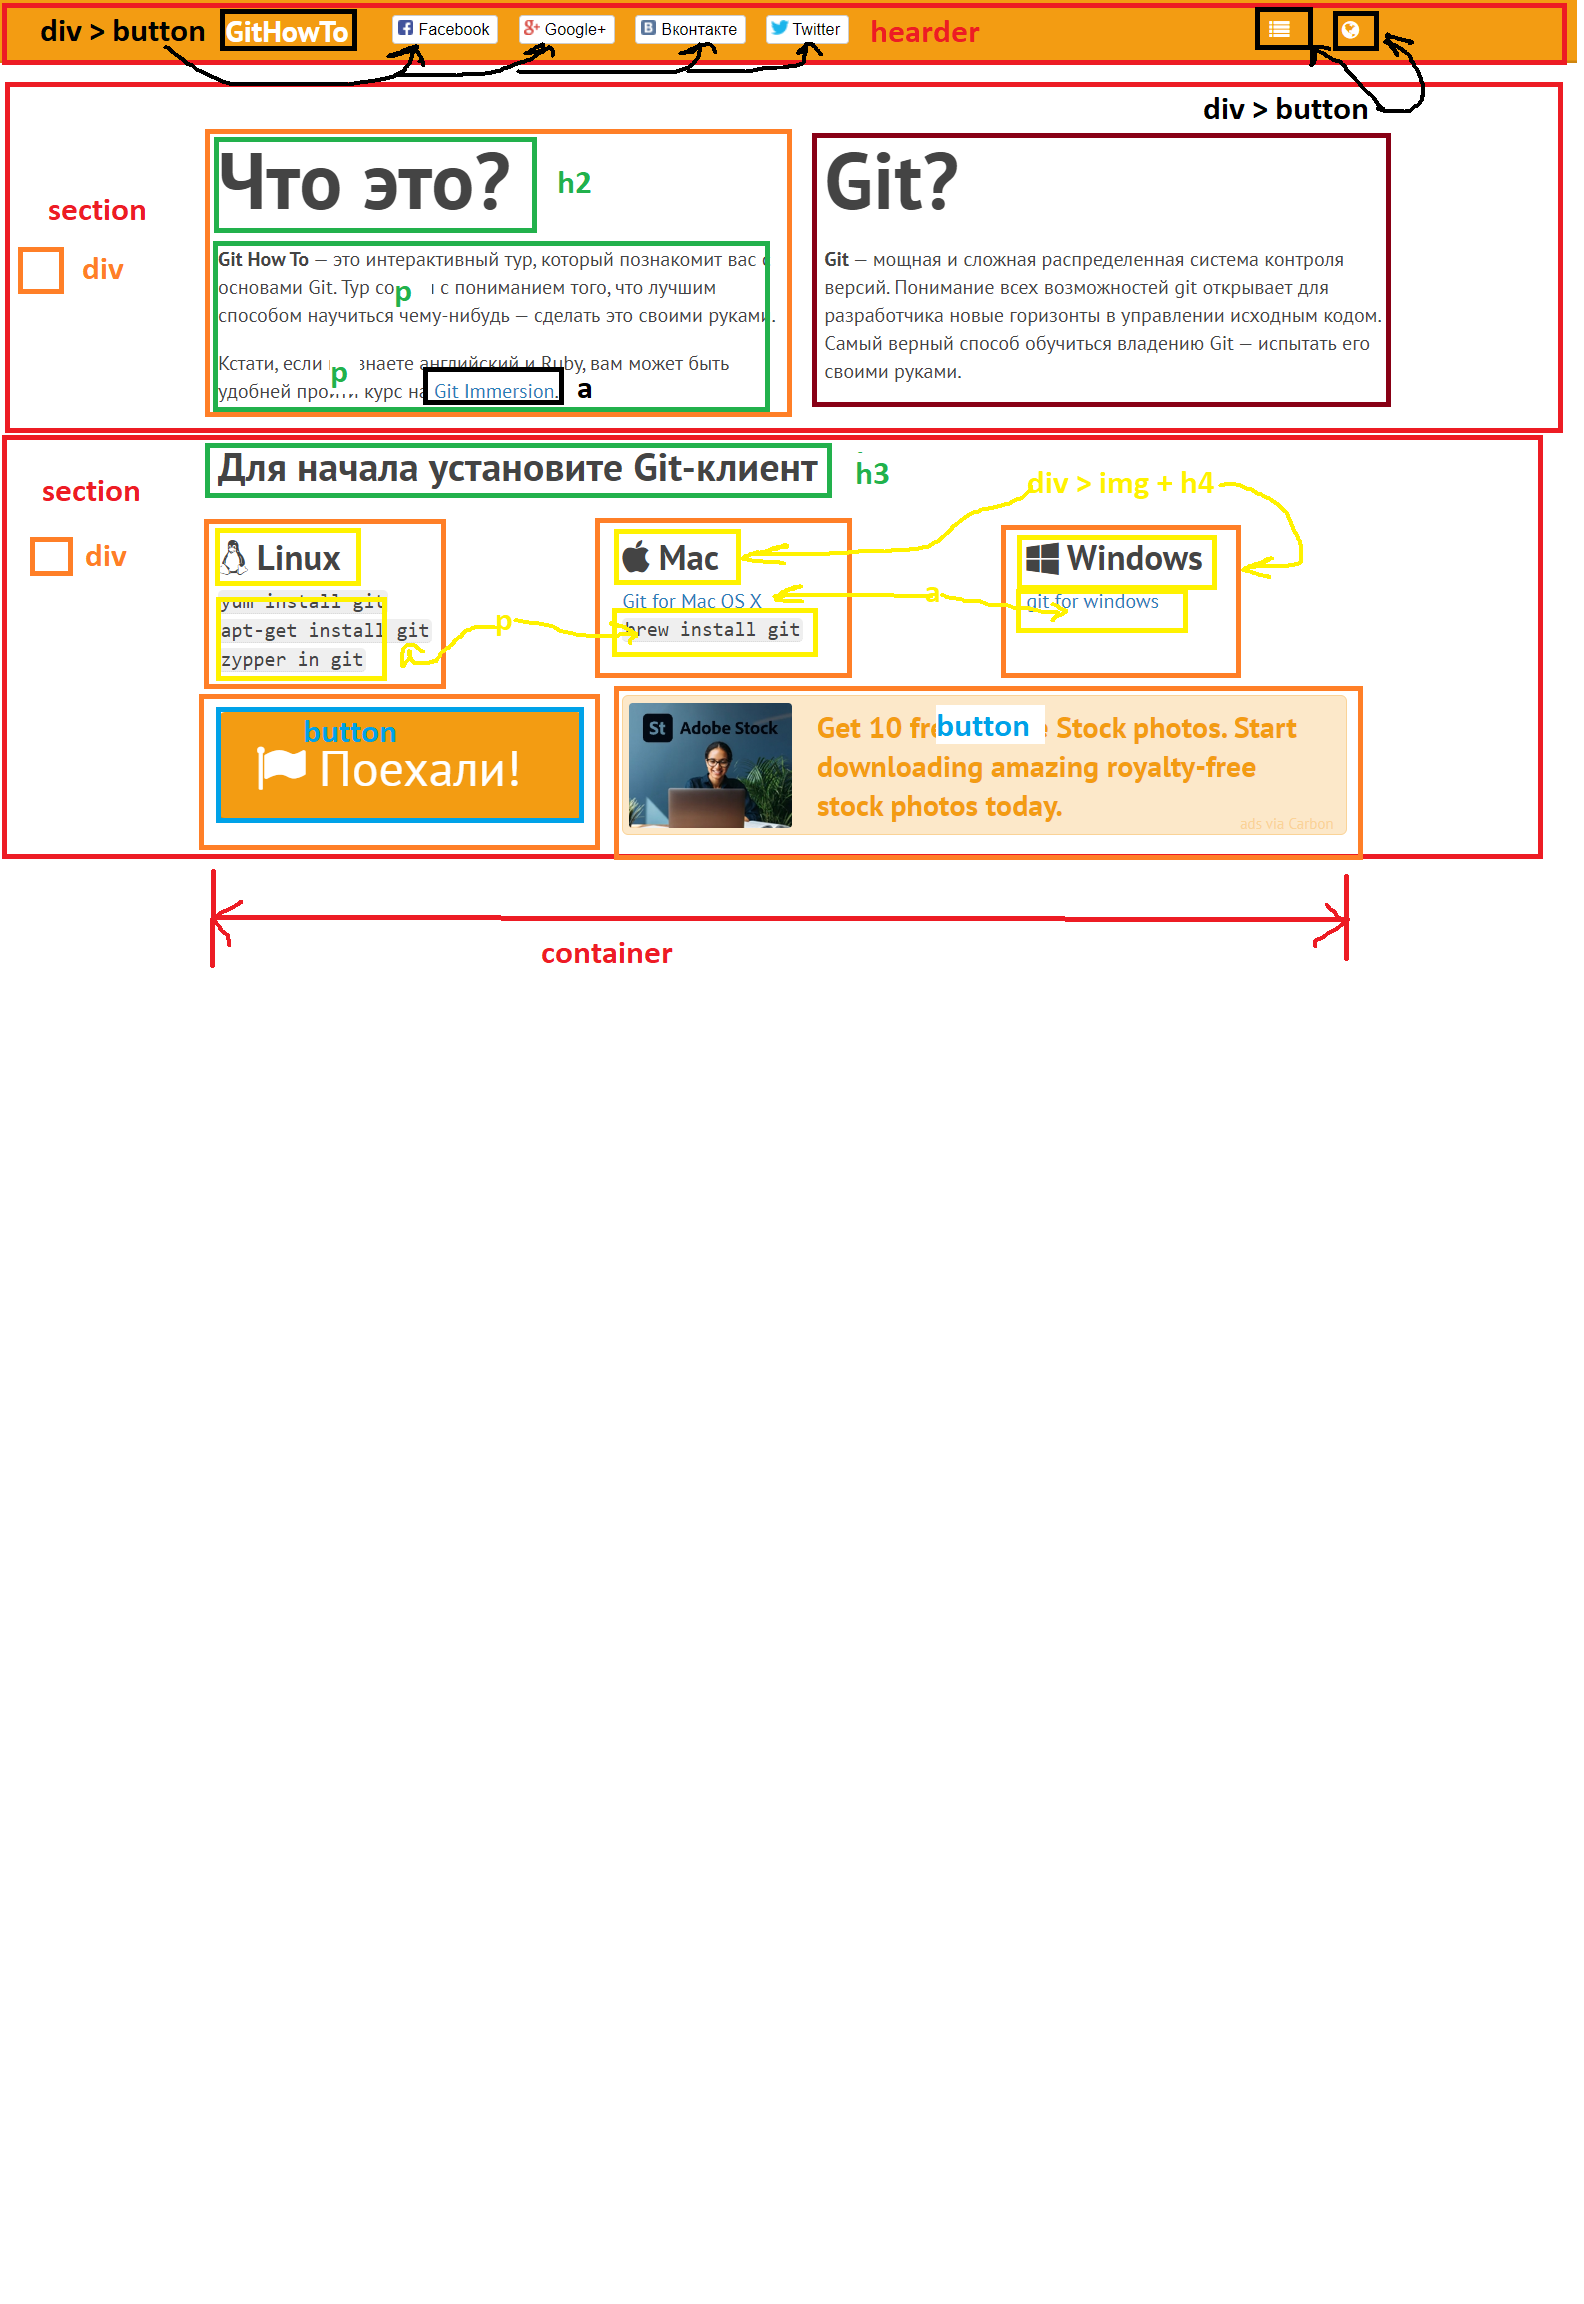 div > button GitHowTo Facebook Google+ Вконтакте Twitter hearder
div > button
Что это? h2
section
div
Git How To — это интерактивный тур, который познакомит вас с
основами Git. Тур со p и с пониманием того, что лучшим
способом научиться чему-нибудь — сделать это своими руками.
Кстати, если p знаете английский и Ruby, вам может быть
удобней пройти курс на Git Immersion. a
Git?
Git — мощная и сложная распределенная система контроля
версий. Понимание всех возможностей git открывает для
разработчика новые горизонты в управлении исходным кодом.
Самый верный способ обучиться владению Git — испытать его
своими руками.
Для начала установите Git-клиент h3
section
div > img + h4
div
Linux
yum install git
apt-get install git
zypper in git
p
Mac
Git for Mac OS X
brew install git
a
Windows
git for windows
button
Поехали!
St Adobe Stock
Get 10 fre button Stock photos. Start
downloading amazing royalty-free
stock photos today.
ads via Carbon
container